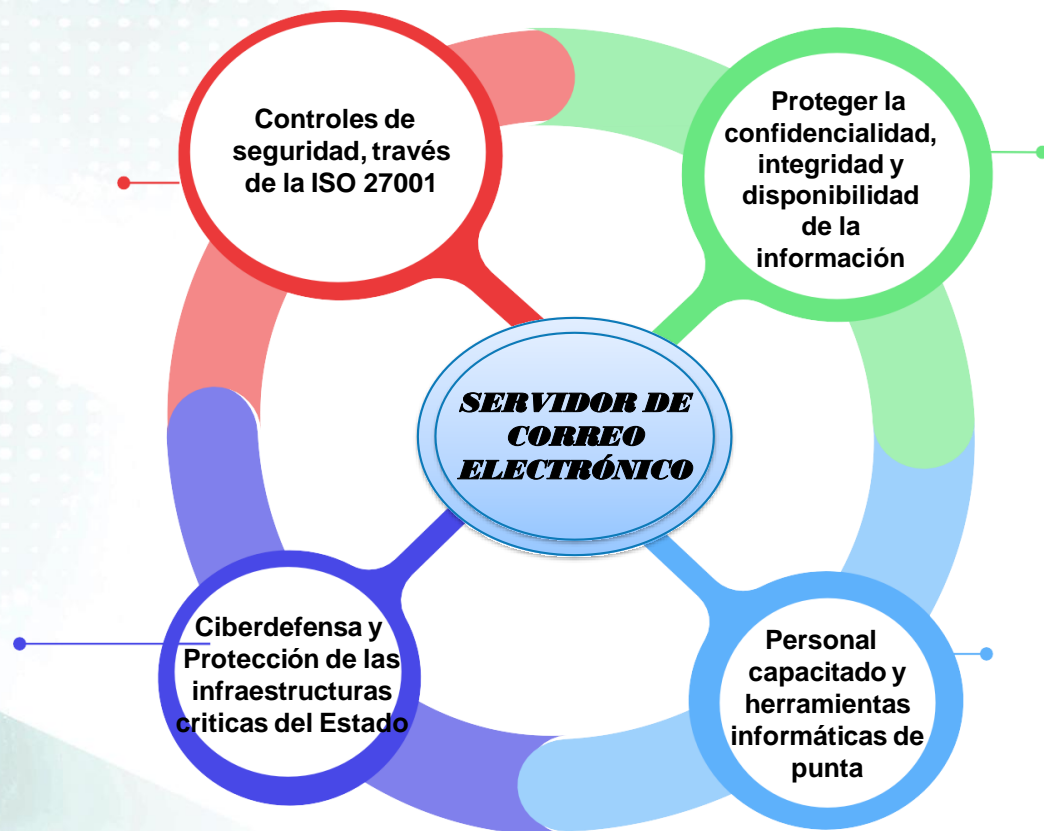 Controles de
seguridad, través
de la ISO 27001
Proteger la
confidencialidad,
integridad y
disponibilidad
de la
información
SERVIDOR DE
CORREO
ELECTRÓNICO
Ciberdefensa y
Protección de las
infraestructuras
criticas del Estado
Personal
capacitado y
herramientas
informáticas de
punta